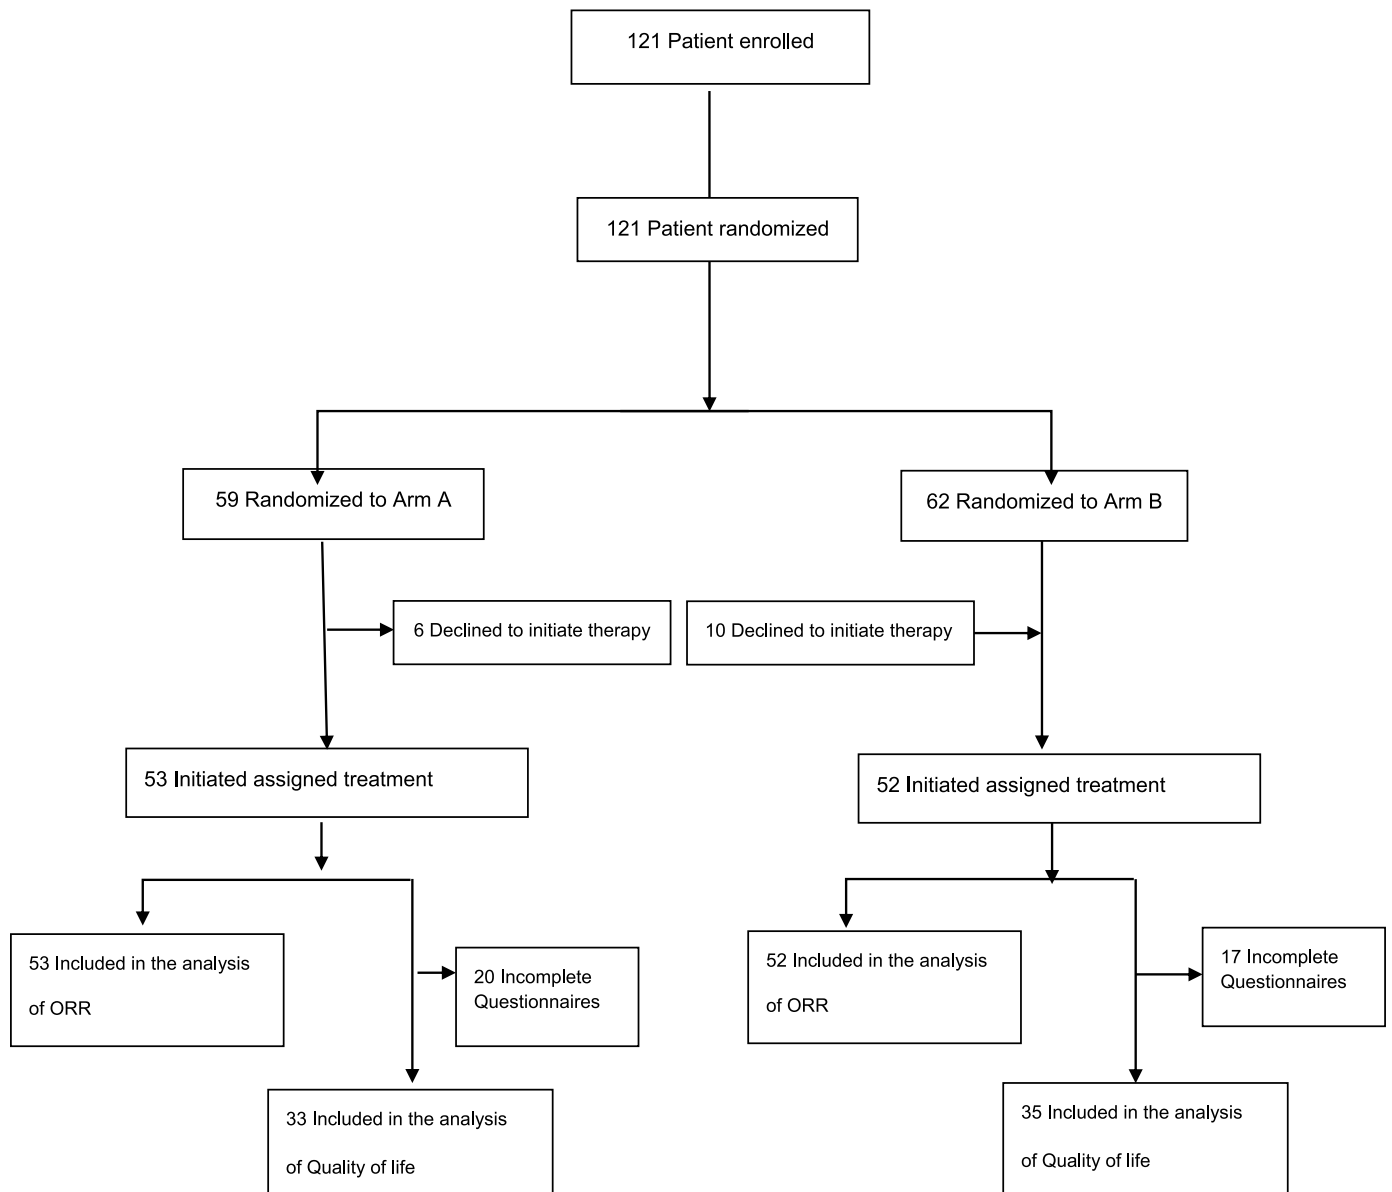 121 Patient enrolled
121 Patient randomized
59 Randomized to Arm A
62 Randomized to Arm B
6 Declined to initiate therapy
10 Declined to initiate therapy
53 Initiated assigned treatment
52 Initiated assigned treatment
53 Included in the analysis
of ORR
20 Incomplete
Questionnaires
52 Included in the analysis
of ORR
17 Incomplete
Questionnaires
33 Included in the analysis
of Quality of life
35 Included in the analysis
of Quality of life